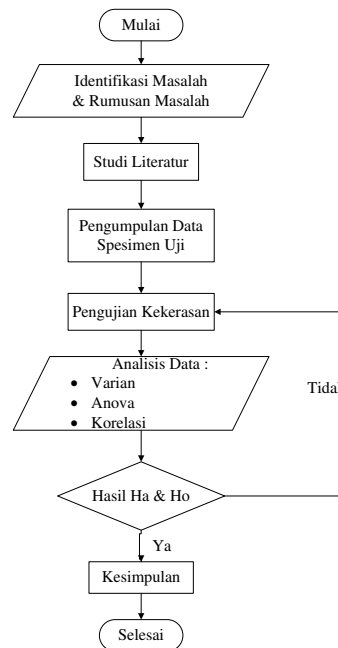 Mulai
Identifikasi Masalah
& Rumusan Masalah
Studi Literatur
Pengumpulan Data
Spesimen Uji
Pengujian Kekerasan
Analisis Data :
• Varian
• Anova
• Korelasi
Hasil Ha & Ho
Ya
Kesimpulan
Selesai